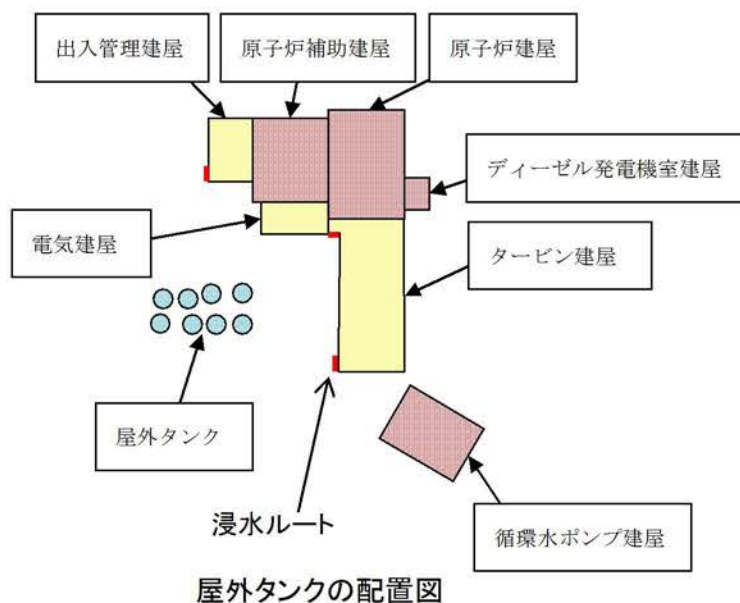 出入管理建屋
原子炉補助建屋
原子炉建屋
ディーゼル発電機室建屋
電気建屋
タービン建屋
屋外タンク
浸水ルート
循環水ポンプ建屋
屋外タンクの配置図